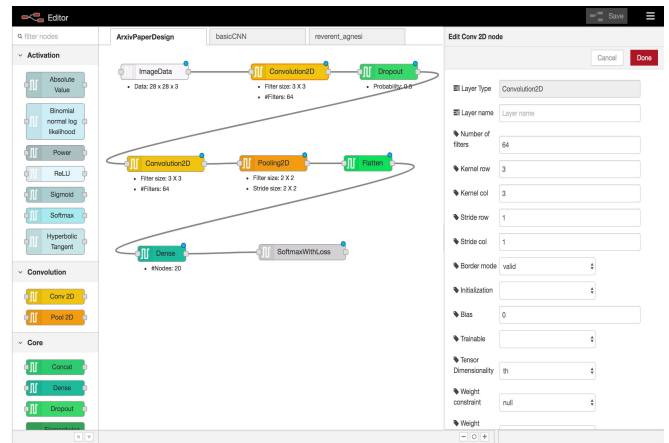 Editor
Save
filter nodes
ArxivPaperDesign
basicCNN
reverent_agnesi
Edit Conv 2D node
Cancel
Done
Activation
Absolute
Value
Binomial
normal log
likelihood
Power
ReLU
Sigmoid
Softmax
Hyperbolic
Tangent
Convolution
Conv 2D
Pool 2D
Core
Concat
Dense
Dropout
ImageData
• Data: 28 x 28 x 3
Convolution2D
• Filter size: 3 X 3
• #Filters: 64
Dropout
• Probability: 0.8
Convolution2D
• Filter size: 3 X 3
• #Filters: 64
Pooling2D
• Filter size: 2 X 2
• Stride size: 2 X 2
Flatten
Dense
• #Nodes: 20
SoftmaxWithLoss
Layer Type
Convolution2D
Layer name
Layer name
Number of
filters
64
Kernel row
3
Kernel col
3
Stride row
1
Stride col
1
Border mode
valid
Initialization
Bias
0
Trainable
Tensor
Dimensionality
th
Weight
constraint
null
Weight